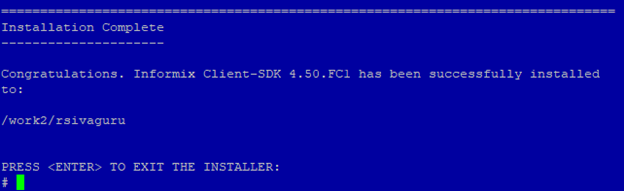 ===============================================================================
Installation Complete
---------------------
Congratulations. Informix Client-SDK 4.50.FC1 has been successfully installed
to:
/work2/rsivaguru
PRESS <ENTER> TO EXIT THE INSTALLER:
#